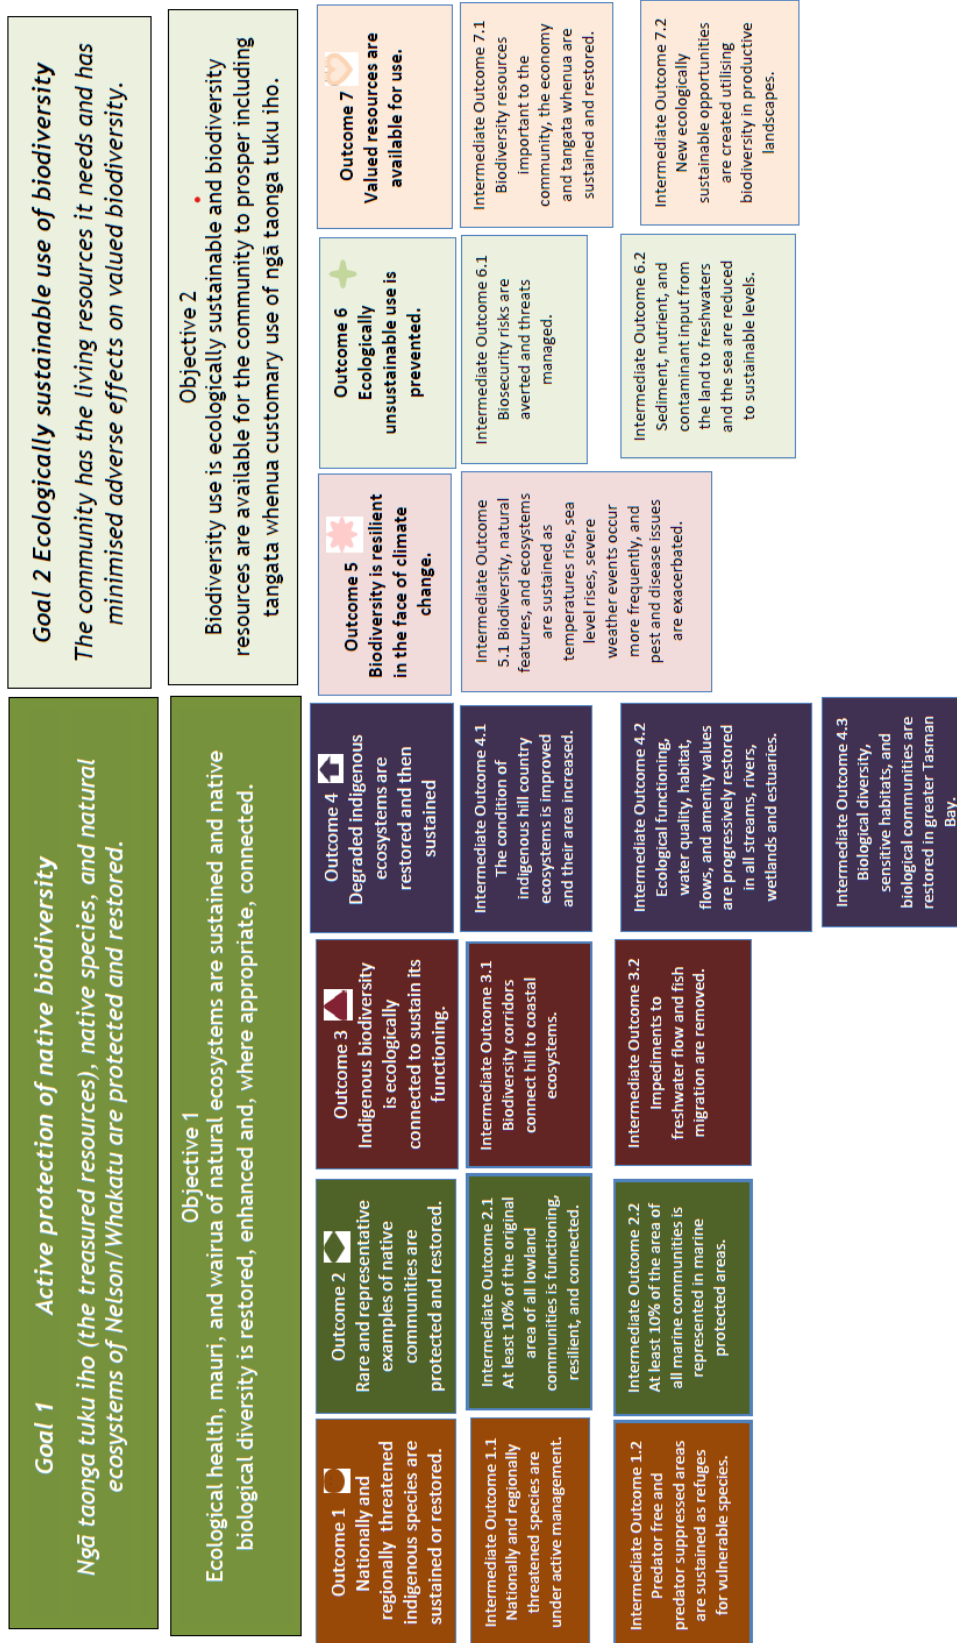 Goal 1 Active protection of native biodiversity
Ngā taonga tuku iho (the treasured resources), native species, and natural
ecosystems of Nelson/Whakatu are protected and restored.
Goal 2 Ecologically sustainable use of biodiversity
The community has the living resources it needs and has
minimised adverse effects on valued biodiversity.
Objective 1
Ecological health, mauri, and wairua of natural ecosystems are sustained and native
biological diversity is restored, enhanced and, where appropriate, connected.
Objective 2
Biodiversity use is ecologically sustainable and biodiversity
resources are available for the community to prosper including
tangata whenua customary use of ngā taonga tuku iho.
Outcome 1
Nationally and
regionally threatened
indigenous species are
sustained or restored.
Outcome 2
Rare and representative
examples of native
communities are
protected and restored.
Outcome 3
Indigenous biodiversity
is ecologically
connected to sustain its
functioning.
Outcome 4
Degraded indigenous
ecosystems are
restored and then
sustained
Outcome 5
Biodiversity is resilient
in the face of climate
change.
Outcome 6
Ecologically
unsustainable use is
prevented.
Outcome 7
Valued resources are
available for use.
Intermediate Outcome 1.1
Nationally and regionally
threatened species are
under active management.
Intermediate Outcome 2.1
At least 10% of the original
area of all lowland
communities is functioning,
resilient, and connected.
Intermediate Outcome 3.1
Biodiversity corridors
connect hill to coastal
ecosystems.
Intermediate Outcome 4.1
The condition of
indigenous hill country
ecosystems is improved
and their area increased.
Intermediate Outcome
5.1 Biodiversity, natural
features, and ecosystems
are sustained as
temperatures rise, sea
level rises, severe
weather events occur
more frequently, and
pest and disease issues
are exacerbated.
Intermediate Outcome 6.1
Biosecurity risks are
averted and threats
managed.
Intermediate Outcome 7.1
Biodiversity resources
important to the
community, the economy
and tangata whenua are
sustained and restored.
Intermediate Outcome 1.2
Predator free and
predator suppressed areas
are sustained as refuges
for vulnerable species.
Intermediate Outcome 2.2
At least 10% of the area of
all marine communities is
represented in marine
protected areas.
Intermediate Outcome 3.2
Impediments to
freshwater flow and fish
migration are removed.
Intermediate Outcome 4.2
Ecological functioning,
water quality, habitat,
flows, and amenity values
are progressively restored
in all streams, rivers,
wetlands and estuaries.
Intermediate Outcome 6.2
Sediment, nutrient, and
contaminant input from
the land to freshwaters
and the sea are reduced
to sustainable levels.
Intermediate Outcome 7.2
New ecologically
sustainable opportunities
are created utilising
biodiversity in productive
landscapes.
Intermediate Outcome 4.3
Biological diversity,
sensitive habitats, and
biological communities are
restored in greater Tasman
Bay.